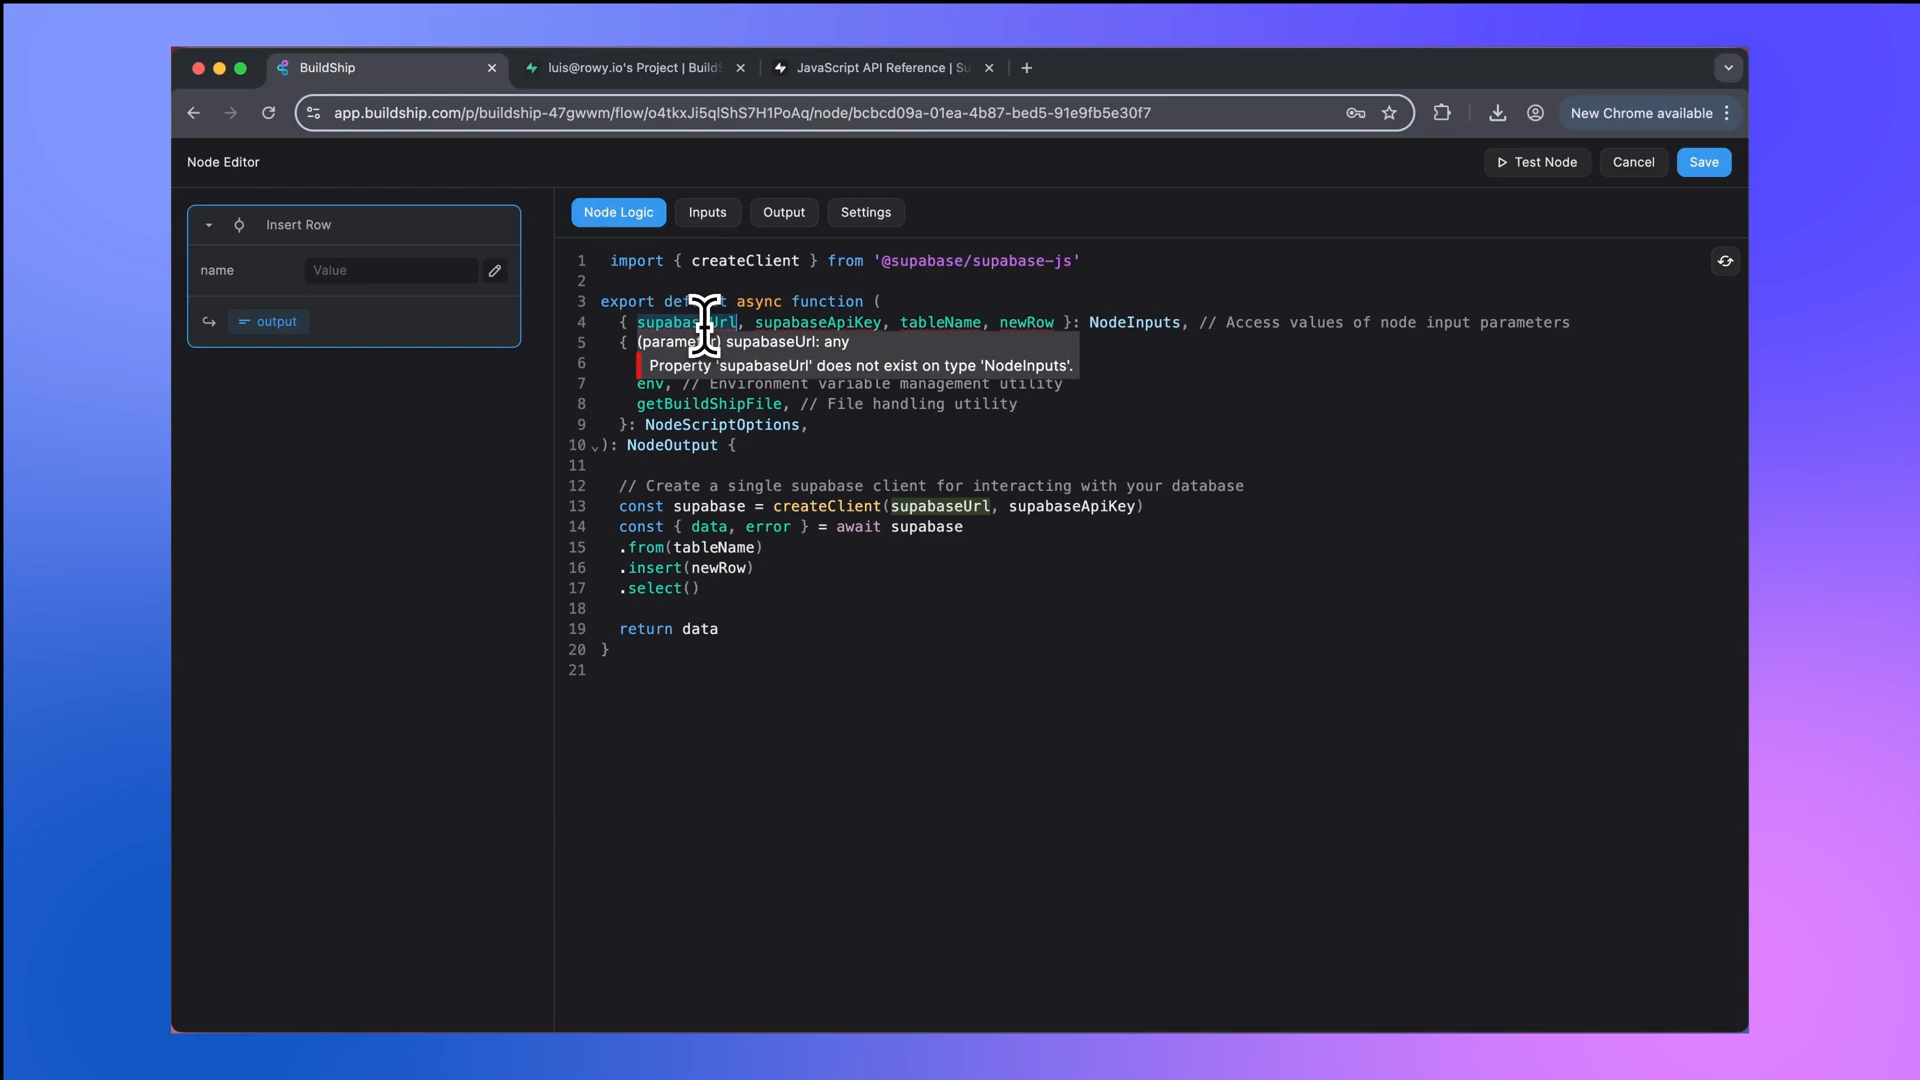 BuildShip
luis@rowy.io's Project | Build
JavaScript API Reference | Su
app.buildship.com/p/buildship-47gwwm/flow/o4tkxJi5qlShS7H1PoAq/node/bcbcd09a-01ea-4b87-bed5-91e9fb5e30f7
New Chrome available
Node Editor
Test Node
Cancel
Save
Insert Row
name
Value
output
Node Logic
Inputs
Output
Settings
1 import { createClient } from '@supabase/supabase-js'
2
3 export default async function (
4 { supabaseUrl, supabaseApiKey, tableName, newRow }: NodeInputs, // Access values of node input parameters
5 {
(parameter) supabaseUrl: any
6
Property 'supabaseUrl' does not exist on type 'NodeInputs'.
7 env, // Environment variable management utility
8 getBuildShipFile, // File handling utility
9 }: NodeScriptOptions,
10 ): NodeOutput {
11
12 // Create a single supabase client for interacting with your database
13 const supabase = createClient(supabaseUrl, supabaseApiKey)
14 const { data, error } = await supabase
15 .from(tableName)
16 .insert(newRow)
17 .select()
18
19 return data
20 }
21